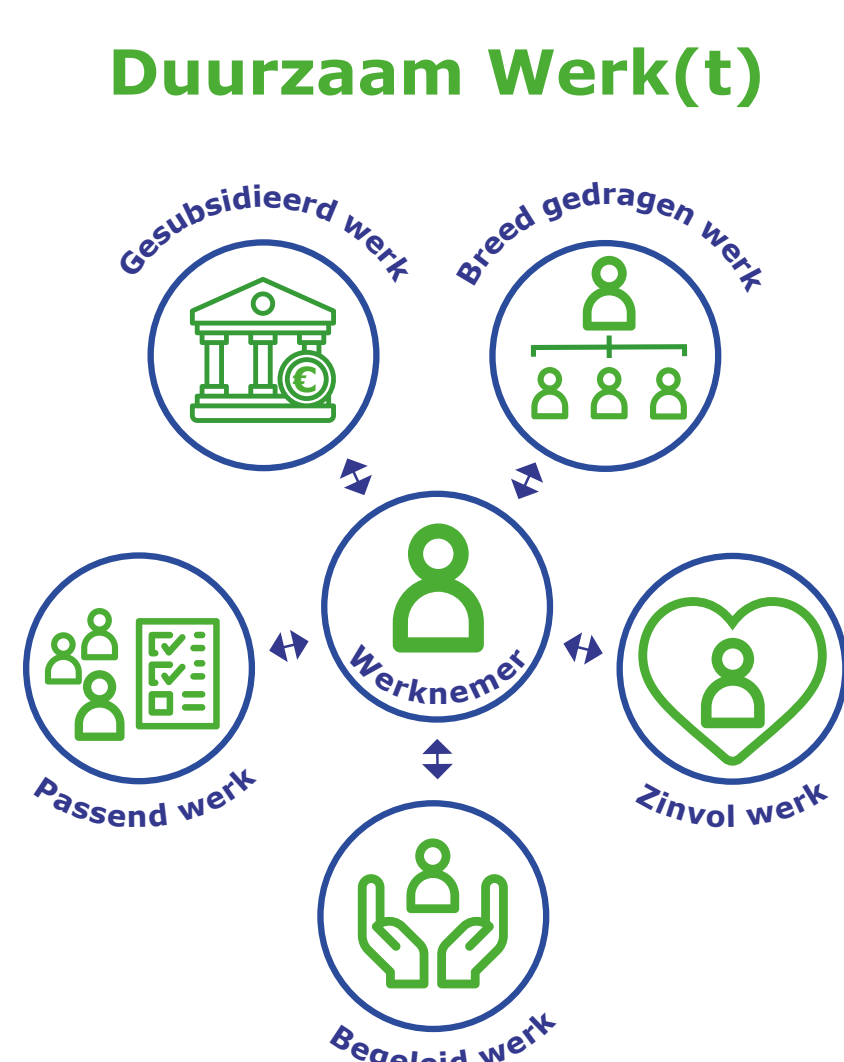 Duurzaam Werk(t)
Gesubsidieerd werk
Breed gedragen werk
€
Werknemer
Passend werk
Zinvol werk
Begeleid werk